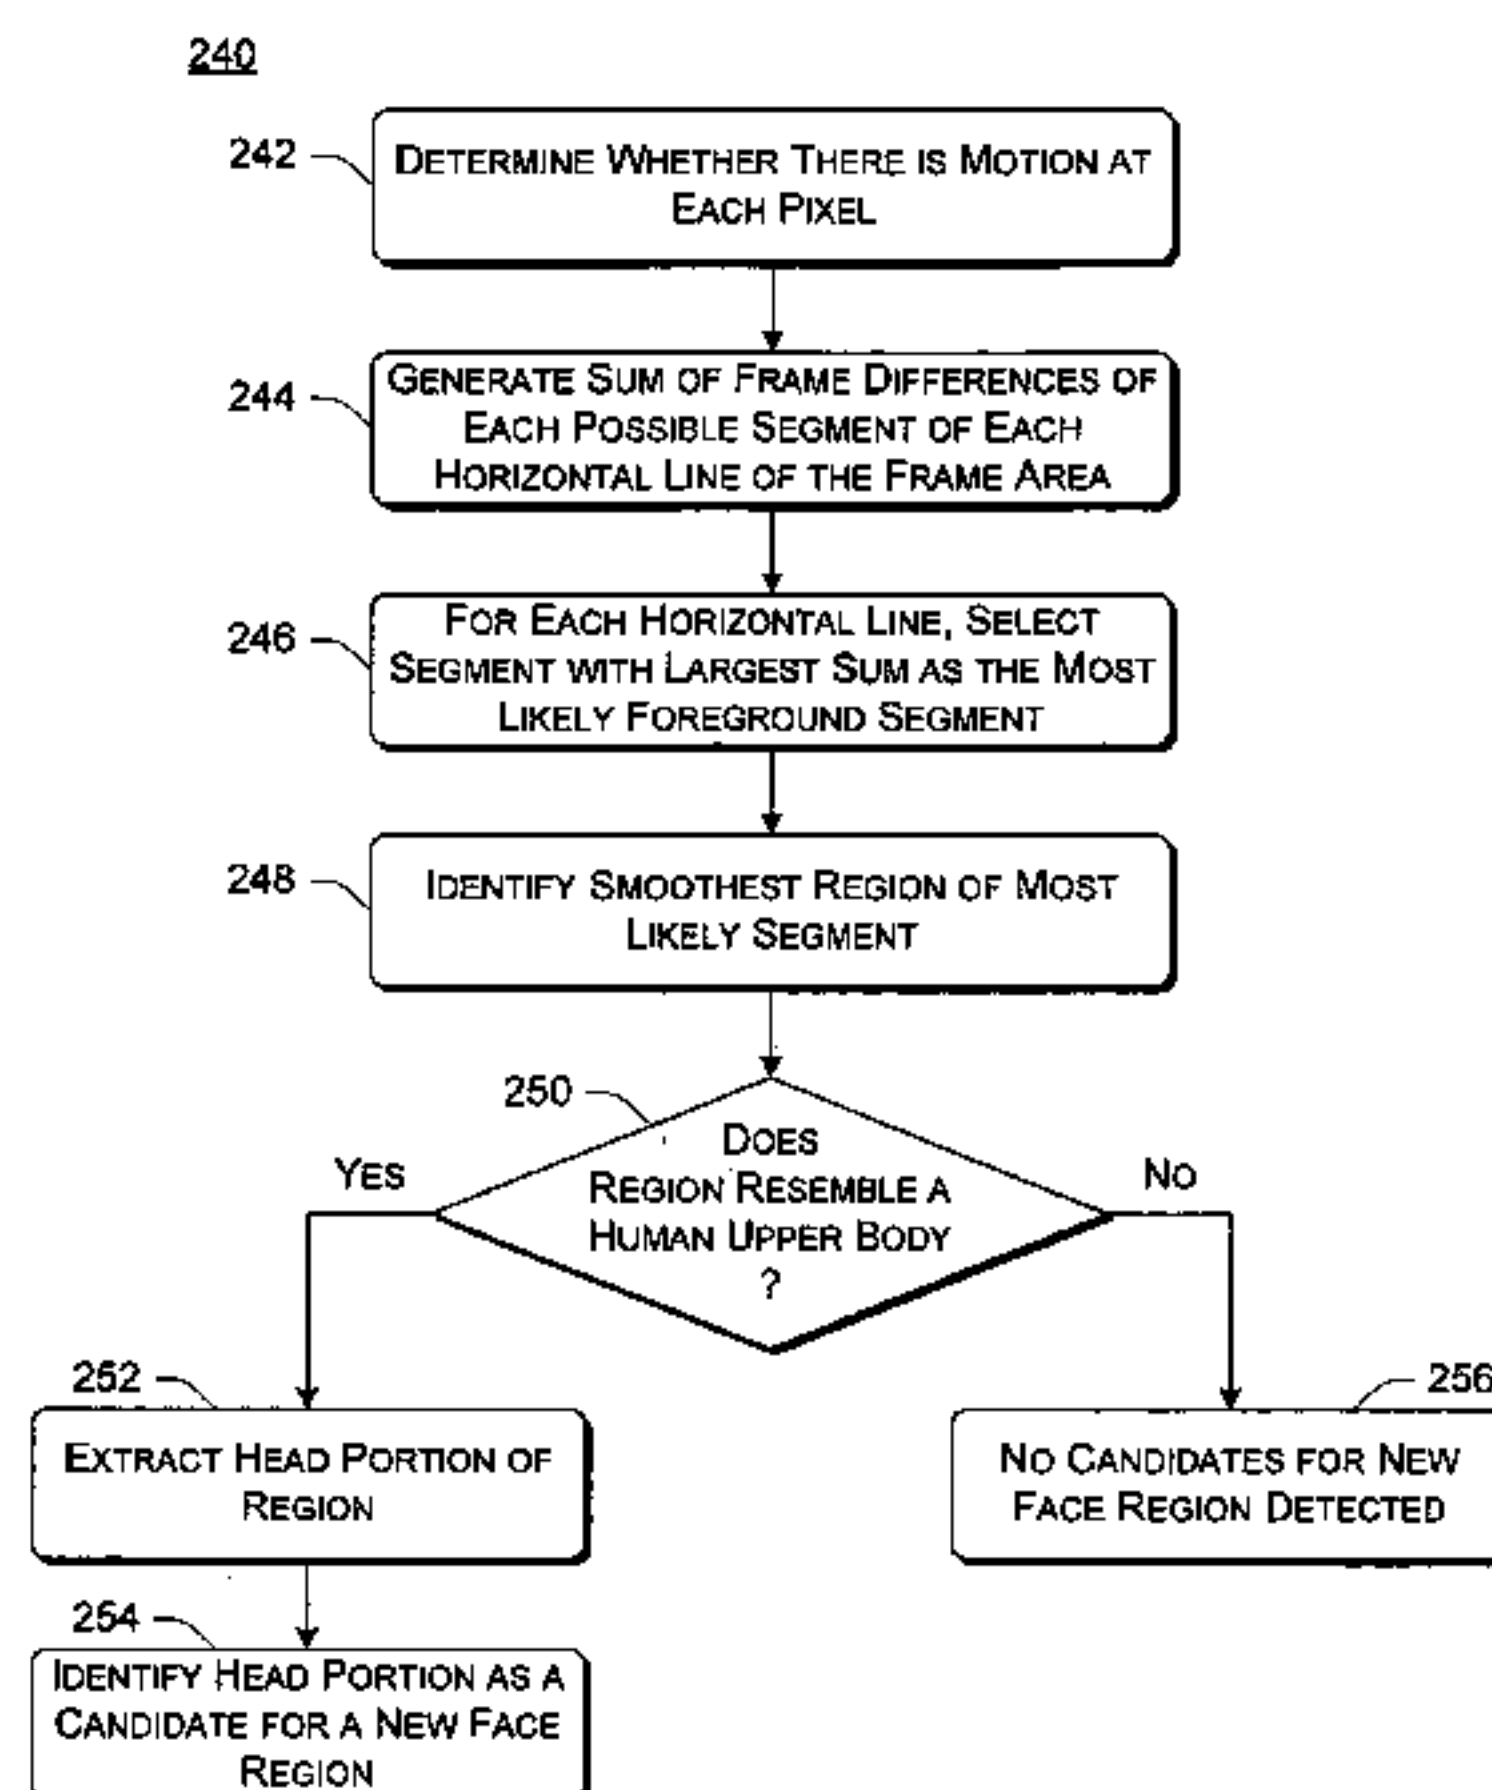 240
242
DETERMINE WHETHER THERE IS MOTION AT
EACH PIXEL
244
GENERATE SUM OF FRAME DIFFERENCES OF
EACH POSSIBLE SEGMENT OF EACH
HORIZONTAL LINE OF THE FRAME AREA
246
FOR EACH HORIZONTAL LINE, SELECT
SEGMENT WITH LARGEST SUM AS THE MOST
LIKELY FOREGROUND SEGMENT
248
IDENTIFY SMOOTHEST REGION OF MOST
LIKELY SEGMENT
250
DOES
REGION RESEMBLE A
HUMAN UPPER BODY
?
YES
NO
252
EXTRACT HEAD PORTION OF
REGION
256
NO CANDIDATES FOR NEW
FACE REGION DETECTED
254
IDENTIFY HEAD PORTION AS A
CANDIDATE FOR A NEW FACE
REGION